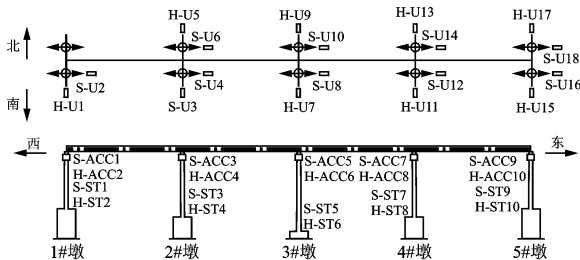 H-U5 H-U9 H-U13 H-U17
北 S-U6 S-U10 S-U14
S-U18
S-U2 S-U4 S-U8 S-U12 S-U16
南 H-U1 S-U3 H-U7 H-U11 H-U15
西 东
S-ACC1 S-ACC3 S-ACC5 S-ACC7 S-ACC9
H-ACC2 H-ACC4 H-ACC6 H-ACC8 H-ACC10
S-ST1 S-ST3 S-ST5 S-ST7 S-ST9
H-ST2 H-ST4 H-ST6 H-ST8 H-ST10
1#墩 2#墩 3#墩 4#墩 5#墩